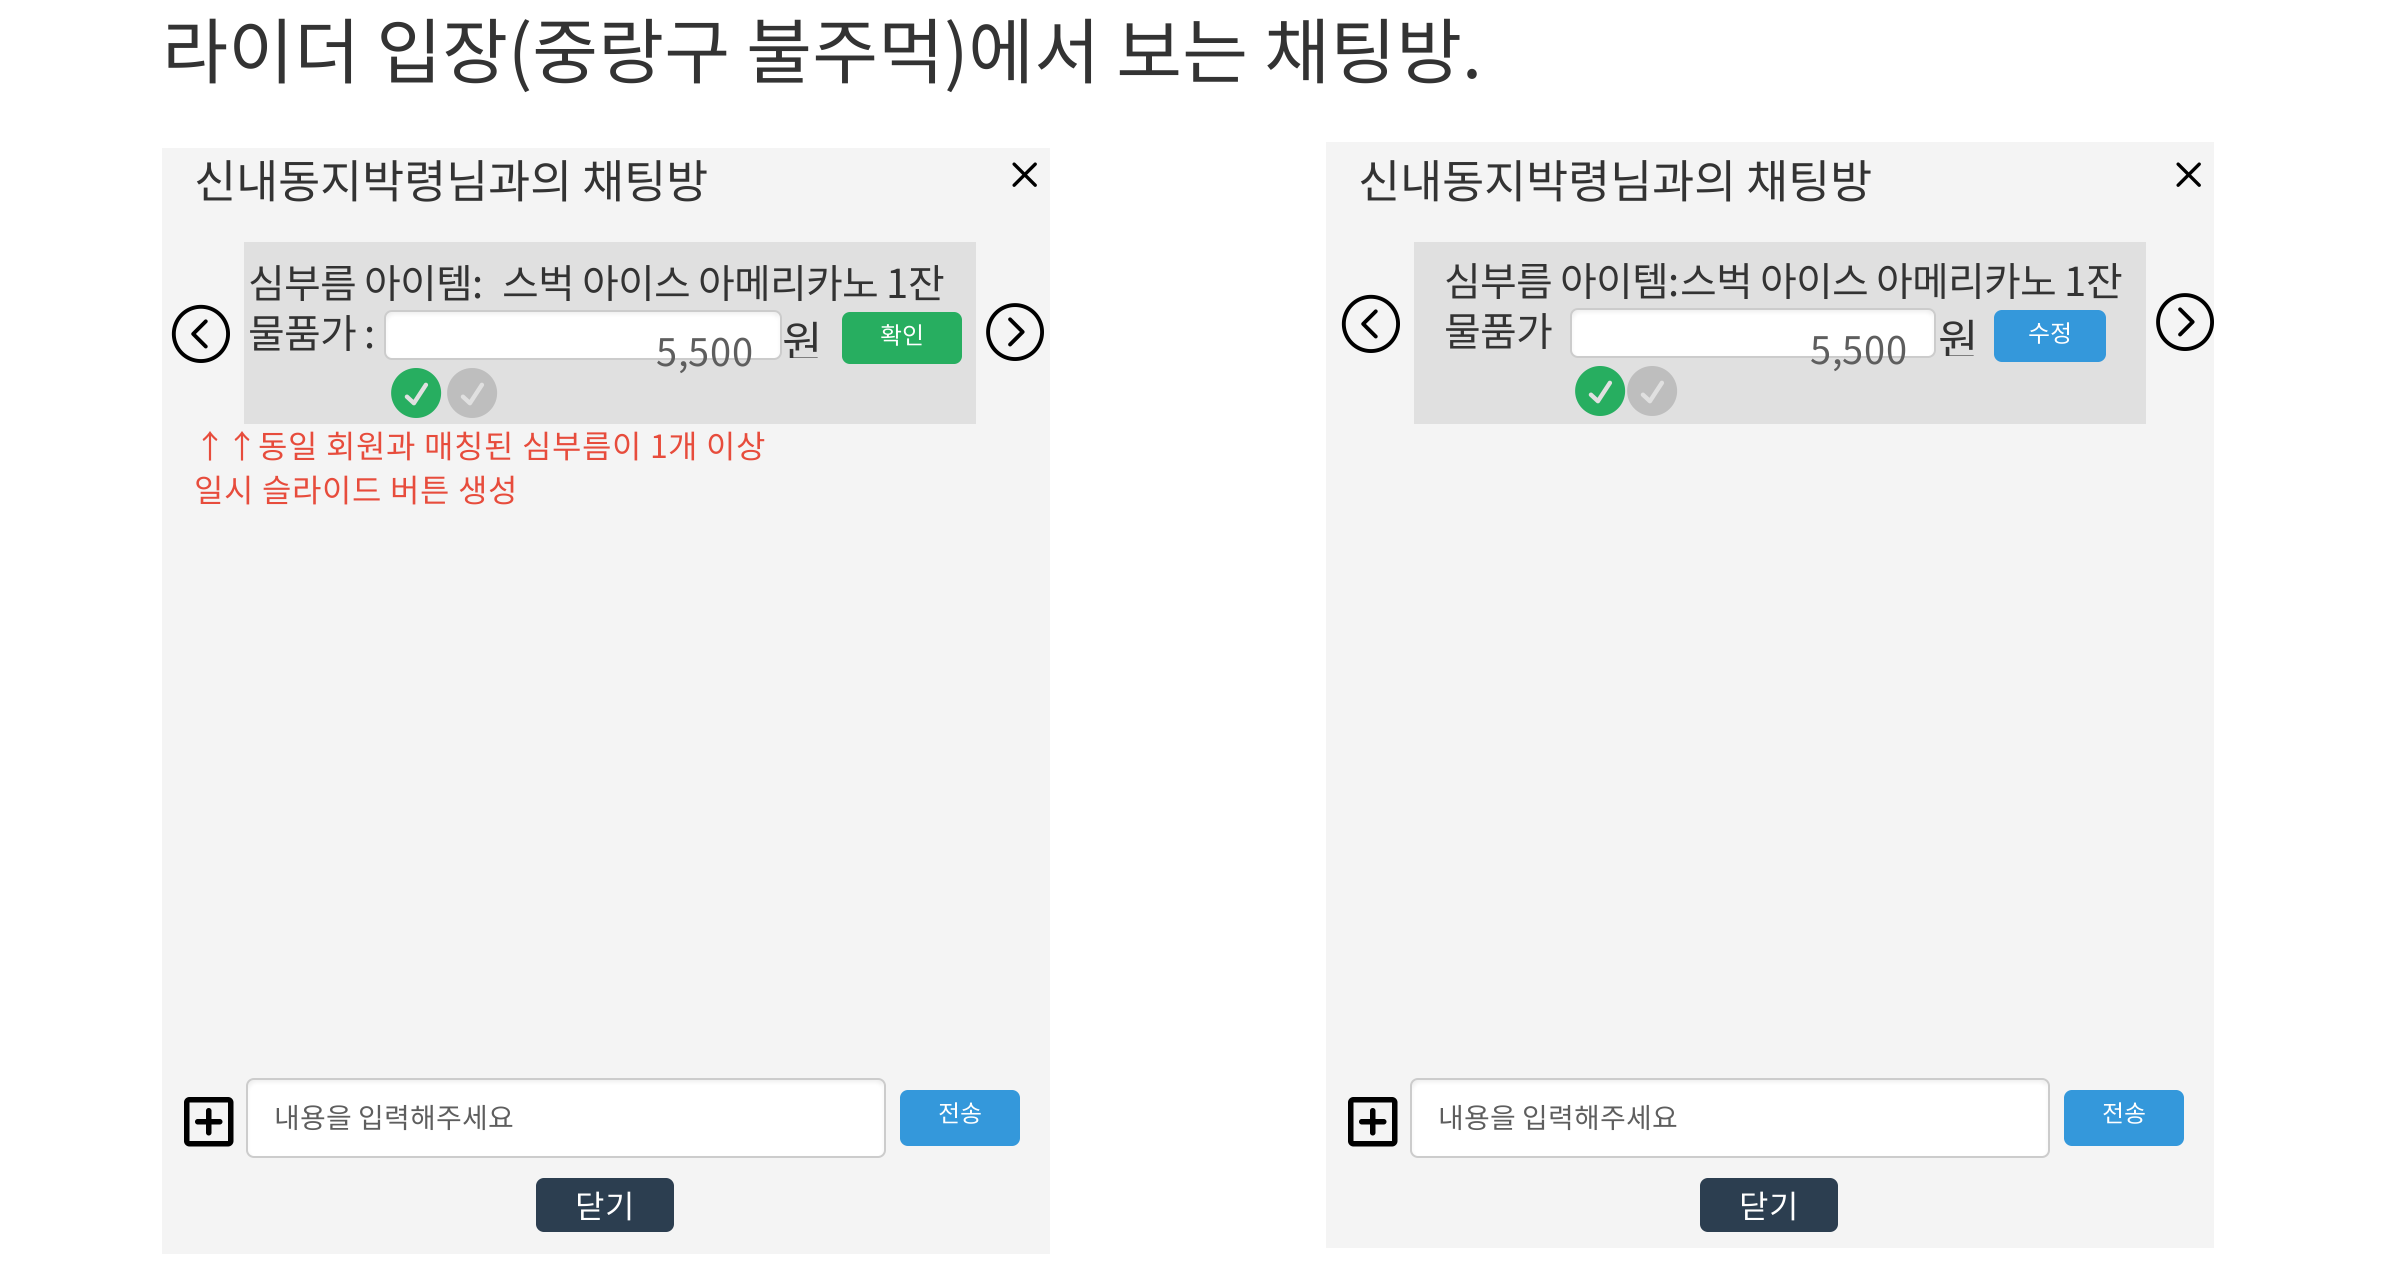 라이더 입장(중랑구 불주먹)에서 보는 채팅방.
신내동지박령님과의 채팅방
심부름 아이템: 스벅 아이스 아메리카노 1잔
물품가 : 5,500 원 확인
↑↑동일 회원과 매칭된 심부름이 1개 이상
일시 슬라이드 버튼 생성
내용을 입력해주세요 전송
닫기
신내동지박령님과의 채팅방
심부름 아이템:스벅 아이스 아메리카노 1잔
물품가 5,500 원 수정
내용을 입력해주세요 전송
닫기